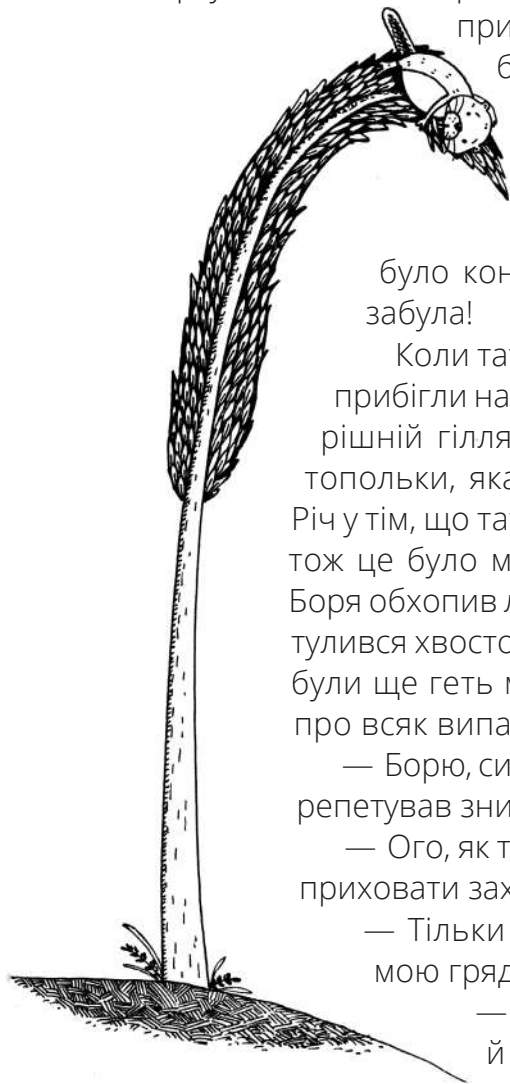 при
б
було кон
забула!
Коли тат
прибігли на
рішній гілля
топольки, яка
Річ у тім, що тат
тож це було м
Боря обхопив л
тулився хвосто
були ще геть м
про всяк випа
— Борю, си
репетував зни
— Ого, як т
приховати зах
— Тільки
мою гряд
—
й